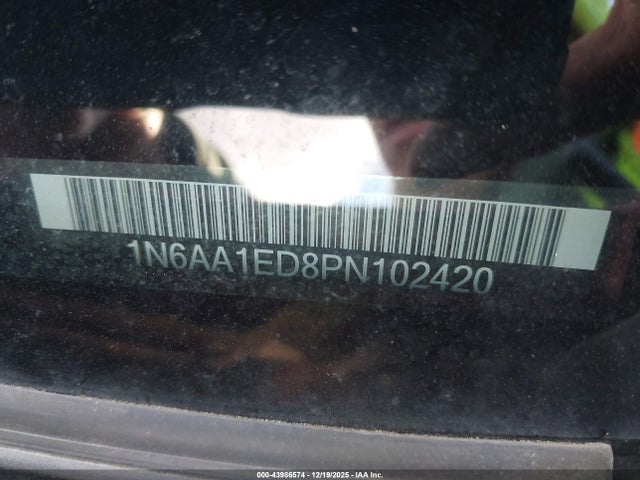 1N6AA1ED8PN102420
000-43986574 • 12/19/2025 • IAA Inc.